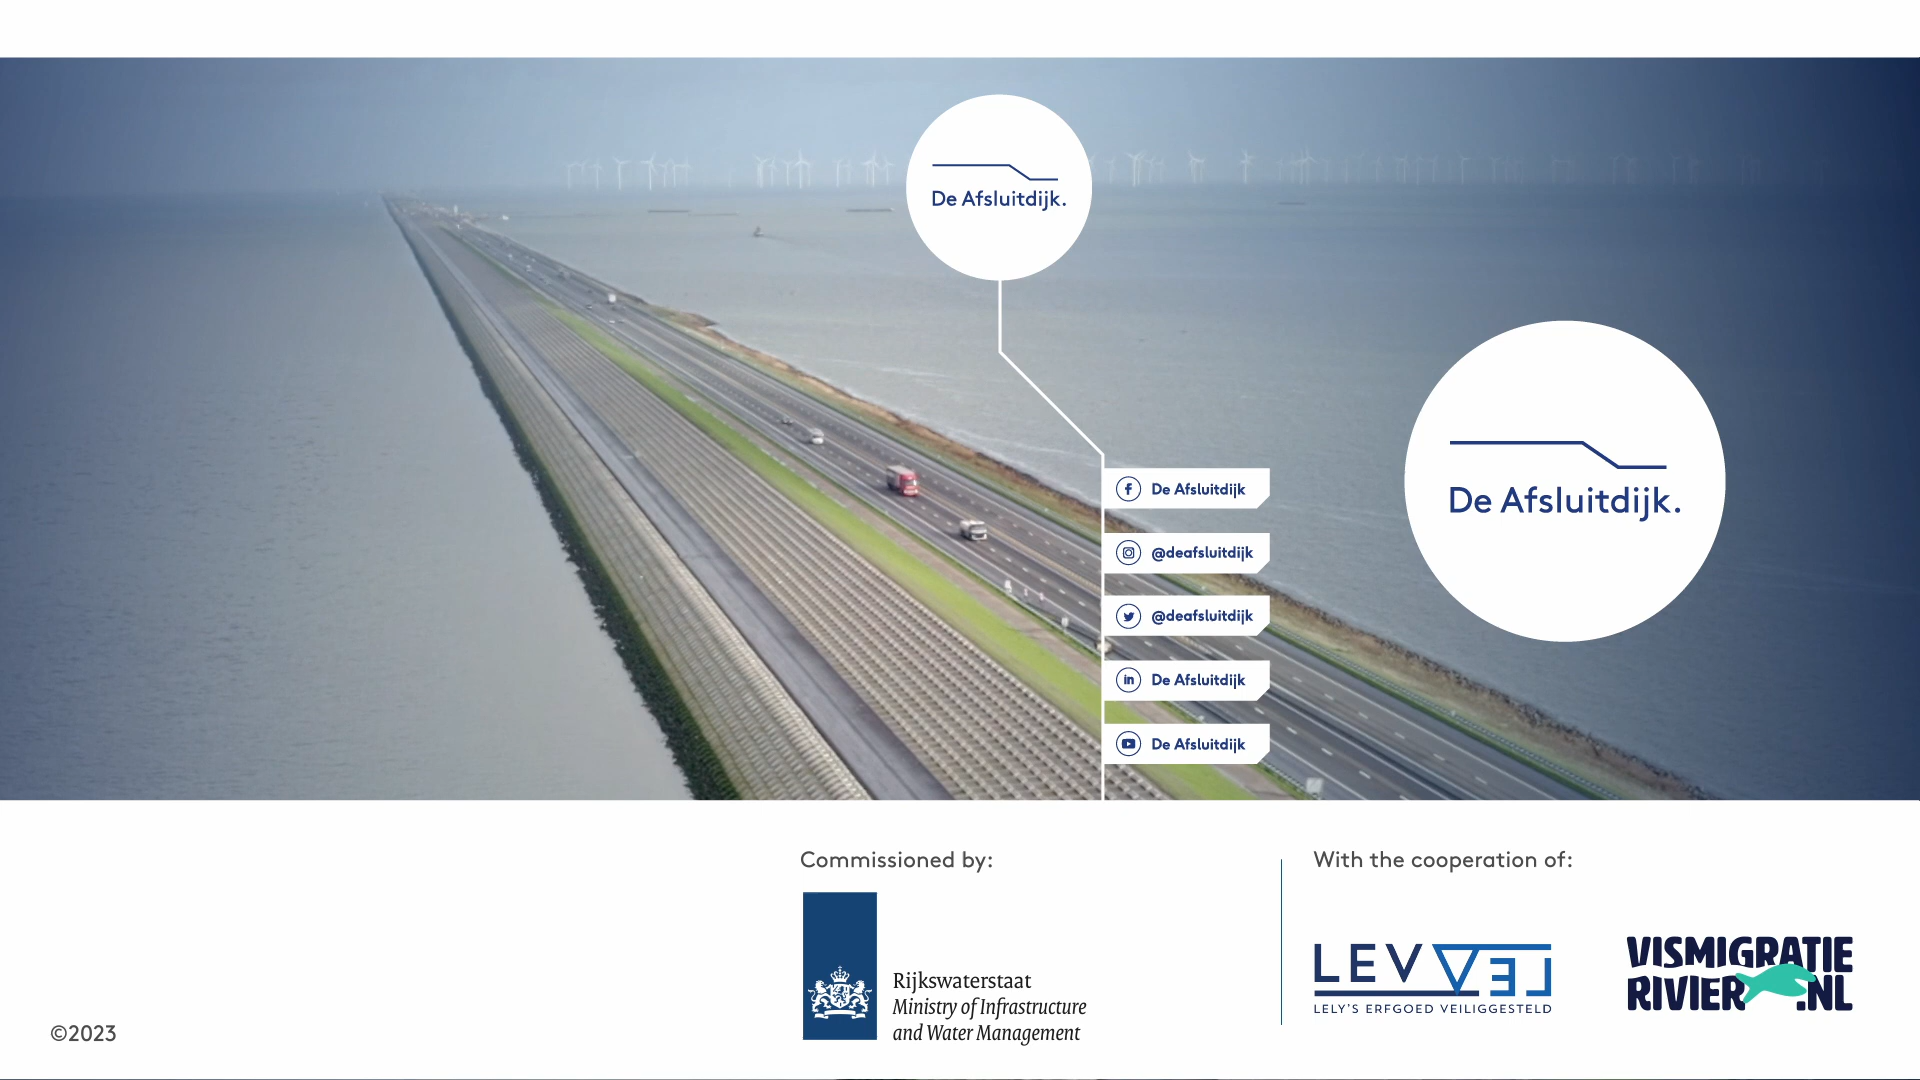 De Afsluitdijk.
De Afsluitdijk.
De Afsluitdijk
@deafsluitdijk
@deafsluitdijk
De Afsluitdijk
De Afsluitdijk
Commissioned by:
Rijkswaterstaat
Ministry of Infrastructure
and Water Management
With the cooperation of:
LEVVEL
LELY'S ERFGOED VEILIGGESTELD
VISMIGRATIE
RIVIER.NL
©2023